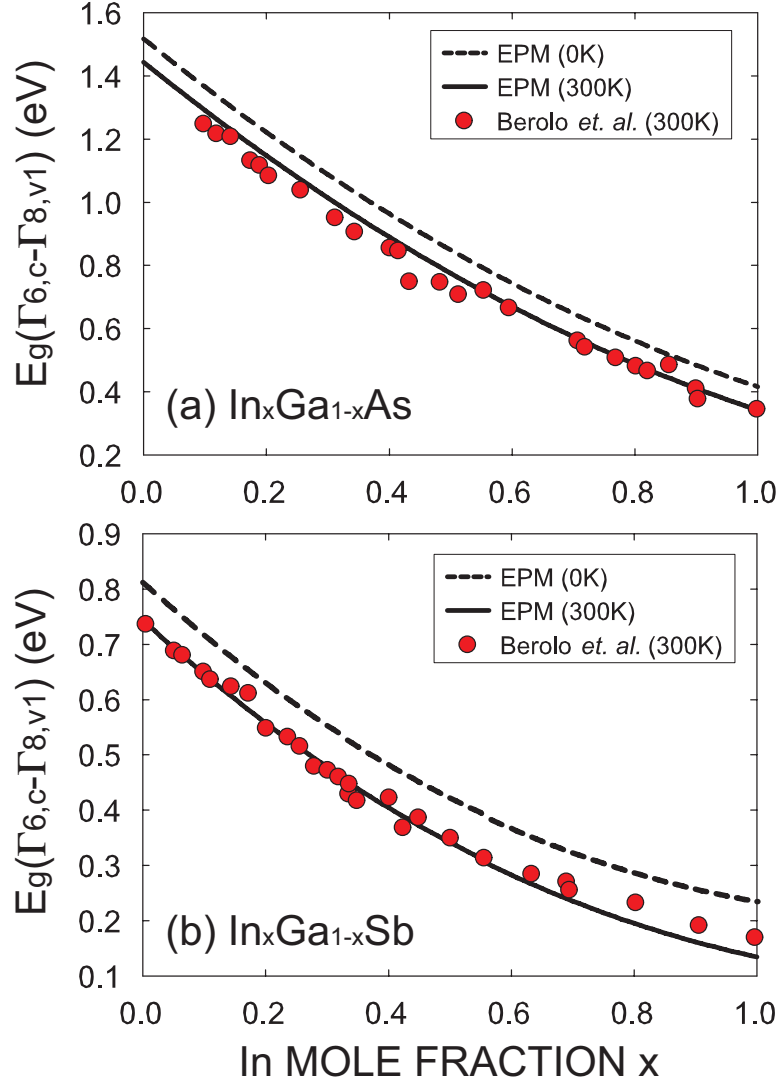 1.6
1.4
1.2
1.0
0.8
0.6
0.4
0.2
Eg(Γ6,c-Γ8,v1) (eV)
EPM (0K)
EPM (300K)
Berolo et. al. (300K)
(a) InxGa1-xAs
0.0 0.2 0.4 0.6 0.8 1.0
0.9
0.8
0.7
0.6
0.5
0.4
0.3
0.2
0.1
Eg(Γ6,c-Γ8,v1) (eV)
EPM (0K)
EPM (300K)
Berolo et. al. (300K)
(b) InxGa1-xSb
0.0 0.2 0.4 0.6 0.8 1.0
In MOLE FRACTION x